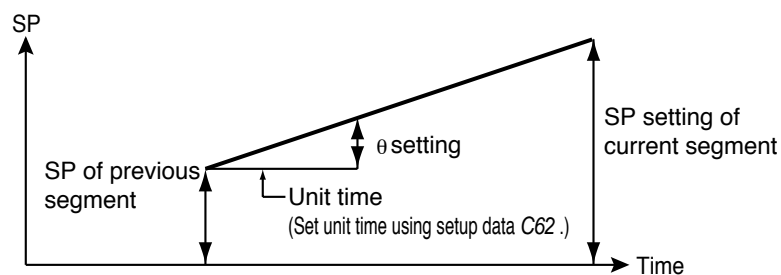 SP
SP of previous
segment
θ setting
Unit time
(Set unit time using setup data C62 .)
SP setting of
current segment
Time